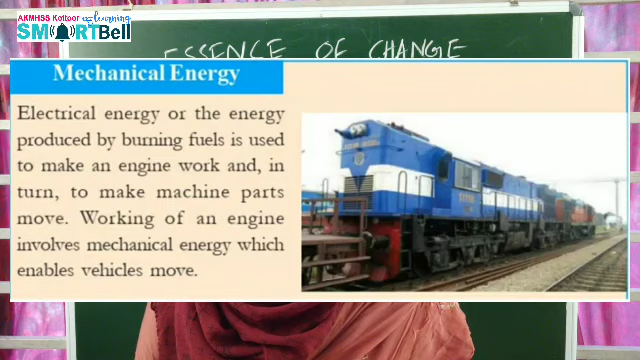 AKMHSS Kottoor eLearning
SMARTBell
ESSENCE OF CHANGE
Mechanical Energy
Electrical energy or the energy
produced by burning fuels is used
to make an engine work and, in
turn, to make machine parts
move. Working of an engine
involves mechanical energy which
enables vehicles move.